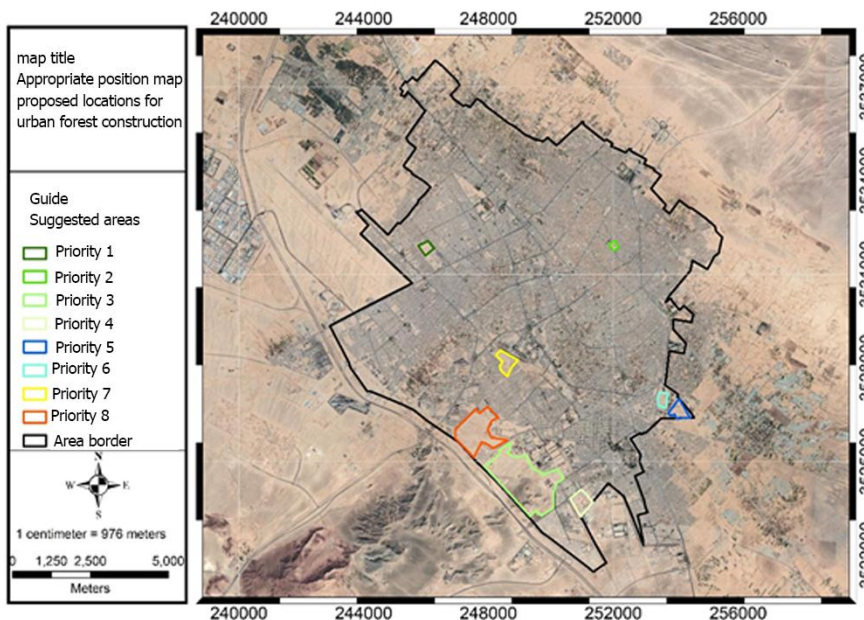 240000 244000 248000 252000 256000
map title
Appropriate position map
proposed locations for
urban forest construction
Guide
Suggested areas
Priority 1
Priority 2
Priority 3
Priority 4
Priority 5
Priority 6
Priority 7
Priority 8
Area border
N
W E
S
1 centimeter = 976 meters
0 1,250 2,500 5,000
Meters
240000 244000 248000 252000 256000